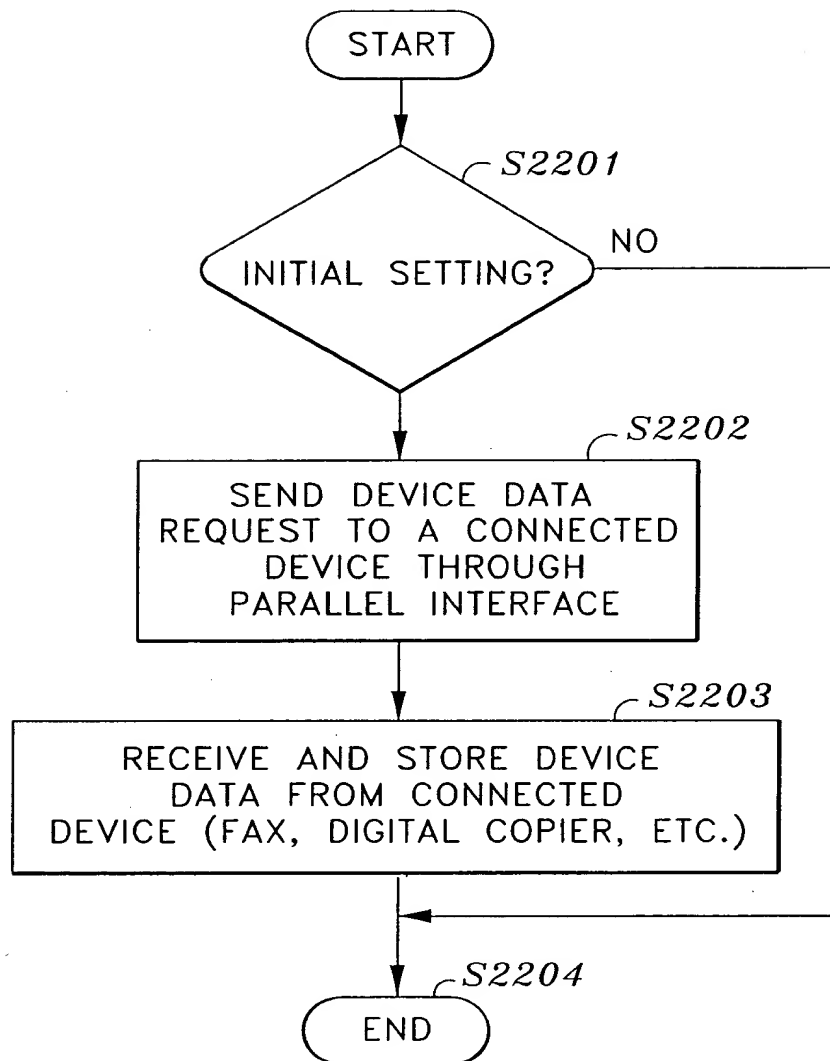 START
S2201
INITIAL SETTING?
NO
S2202
SEND DEVICE DATA
REQUEST TO A CONNECTED
DEVICE THROUGH
PARALLEL INTERFACE
S2203
RECEIVE AND STORE DEVICE
DATA FROM CONNECTED
DEVICE (FAX, DIGITAL COPIER, ETC.)
S2204
END